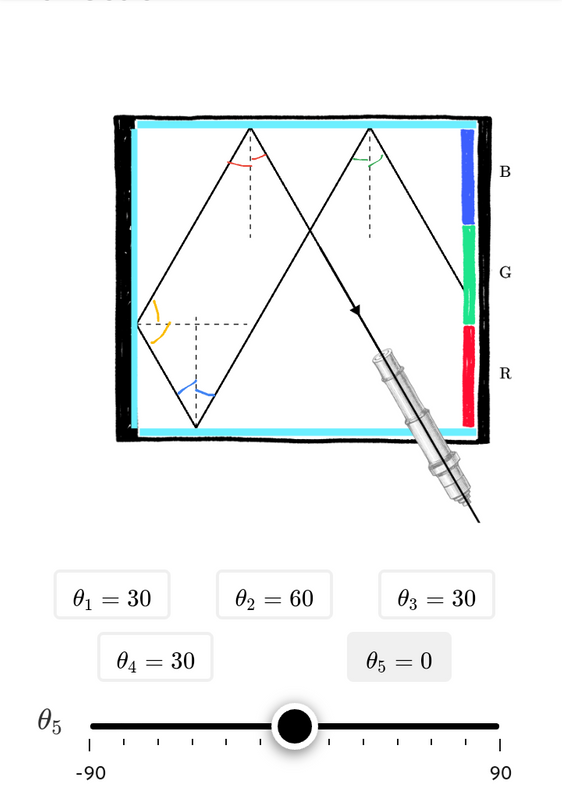 B
G
R
θ₁ = 30
θ₂ = 60
θ₃ = 30
θ₄ = 30
θ₅ = 0
θ₅
-90
90